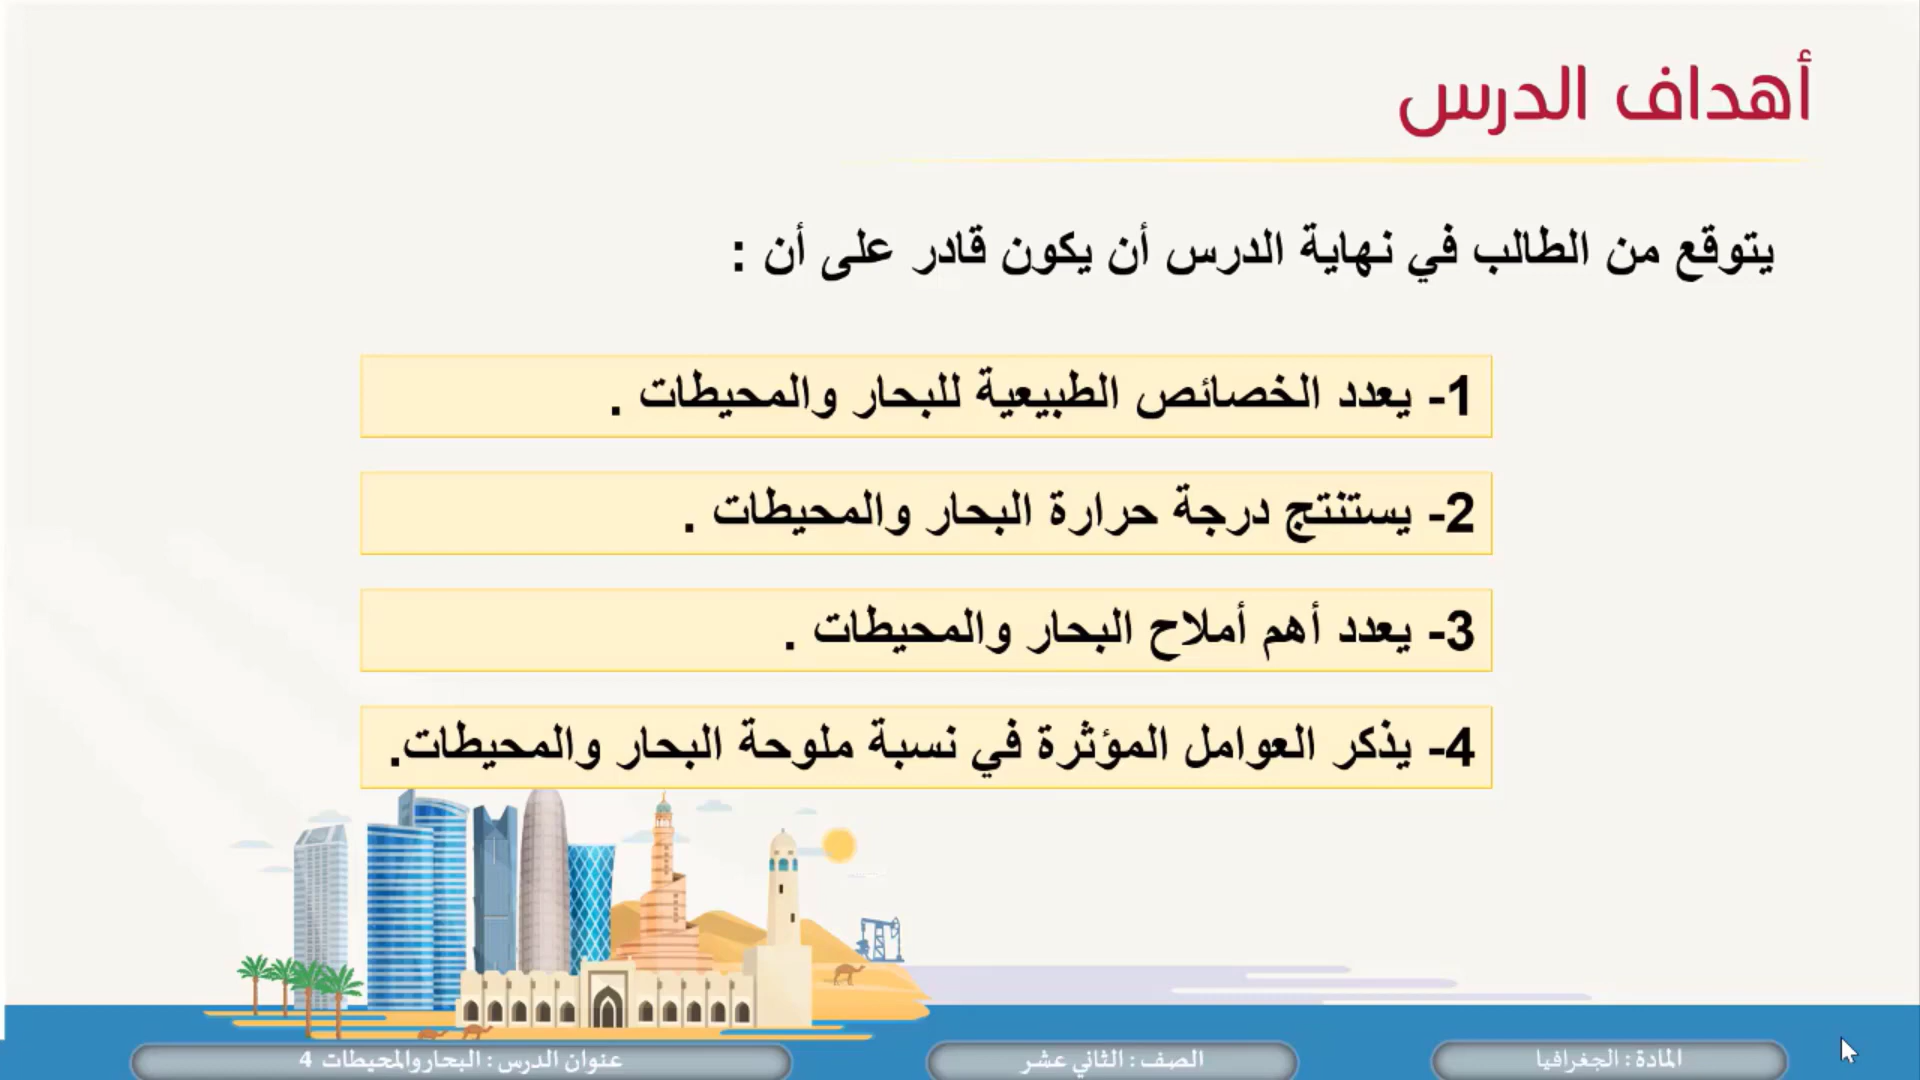 أهداف الدرس
يتوقع من الطالب في نهاية الدرس أن يكون قادر على أن :
1- يعدد الخصائص الطبيعية للبحار والمحيطات .
2- يستنتج درجة حرارة البحار والمحيطات .
3- يعدد أهم أملاح البحار والمحيطات .
4- يذكر العوامل المؤثرة في نسبة ملوحة البحار والمحيطات.
المادة : الجغرافيا
الصف : الثاني عشر
عنوان الدرس : البحار والمحيطات 4